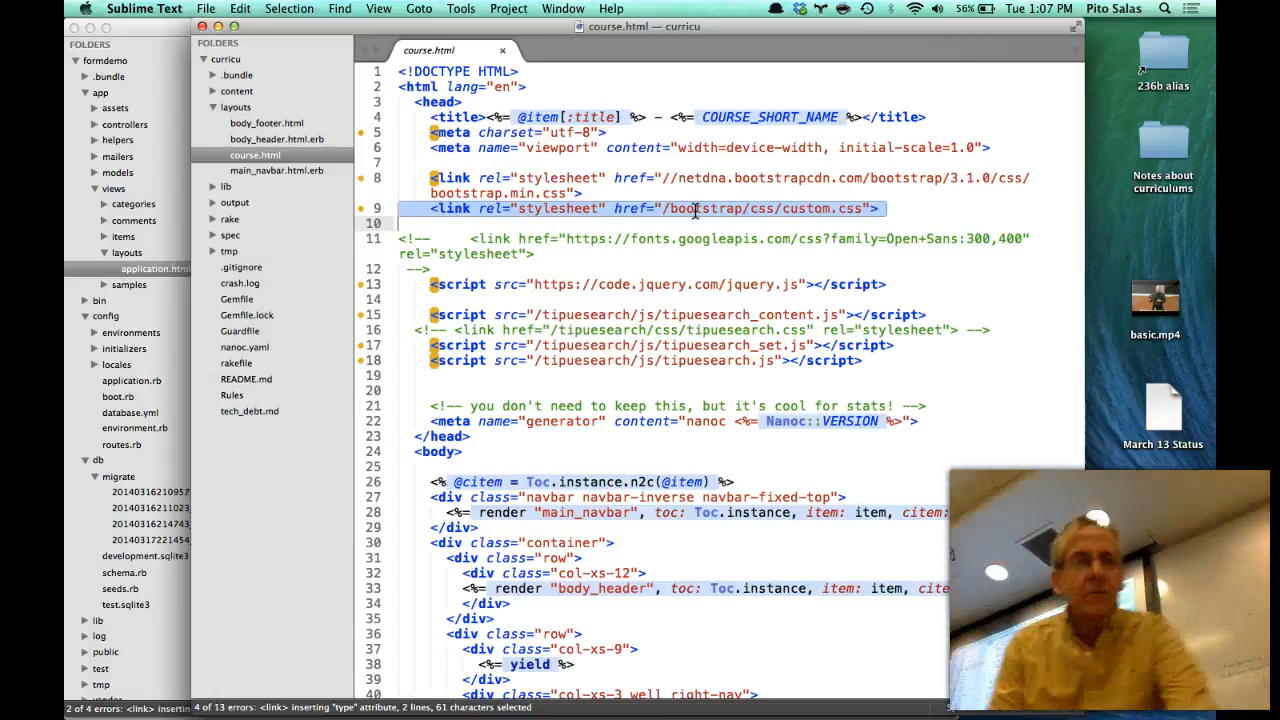 Sublime Text File Edit Selection Find View Goto Tools Project Window Help 56% Tue 1:07 PM Pito Salas
course.html — curricu
FOLDERS
formdemo
.bundle
app
assets
controllers
helpers
mailers
models
views
categories
comments
items
layouts
application.html
samples
bin
config
environments
initializers
locales
application.rb
boot.rb
database.yml
environment.rb
routes.rb
db
migrate
20140316210957
20140316211023
20140316214743
20140317221454
development.sqlite3
schema.rb
seeds.rb
test.sqlite3
lib
log
public
test
tmp
2 of 4 errors: <link> insertin
FOLDERS
curricu
.bundle
content
layouts
body_footer.html
body_header.html.erb
course.html
main_navbar.html.erb
lib
output
rake
spec
tmp
.gitignore
crash.log
Gemfile
Gemfile.lock
Guardfile
nanoc.yaml
rakefile
README.md
Rules
tech_debt.md
course.html
1 <!DOCTYPE HTML>
2 <html lang="en">
3 <head>
4 <title><%= @item[:title] %> - <%= COURSE_SHORT_NAME %></title>
5 <meta charset="utf-8">
6 <meta name="viewport" content="width=device-width, initial-scale=1.0">
7
8 <link rel="stylesheet" href="//netdna.bootstrapcdn.com/bootstrap/3.1.0/css/
bootstrap.min.css">
9 <link rel="stylesheet" href="/bootstrap/css/custom.css">
10
11 <!-- <link href="https://fonts.googleapis.com/css?family=Open+Sans:300,400"
rel="stylesheet">
12 -->
13 <script src="https://code.jquery.com/jquery.js"></script>
14
15 <script src="/tipuesearch/tipuesearch_content.js"></script>
16 <!-- <link href="/tipuesearch/css/tipuesearch.css" rel="stylesheet"> -->
17 <script src="/tipuesearch/js/tipuesearch_set.js"></script>
18 <script src="/tipuesearch/js/tipuesearch.js"></script>
19
20
21 <!-- you don't need to keep this, but it's cool for stats! -->
22 <meta name="generator" content="nanoc <%= Nanoc::VERSION %>">
23 </head>
24 <body>
25
26 <% @citem = Toc.instance.n2c(@item) %>
27 <div class="navbar navbar-inverse navbar-fixed-top">
28 <%= render "main_navbar", toc: Toc.instance, item: item, citem:
29 </div>
30 <div class="container">
31 <div class="row">
32 <div class="col-xs-12">
33 <%= render "body_header", toc: Toc.instance, item: item, cite
34 </div>
35 </div>
36 <div class="row">
37 <div class="col-xs-9">
38 <%= yield %>
39 </div>
40 <div class="col-xs-3 well right-nav">
4 of 13 errors: <link> inserting "type" attribute, 2 lines, 61 characters selected
236b alias
Notes about
curriculums
basic.mp4
March 13 Status